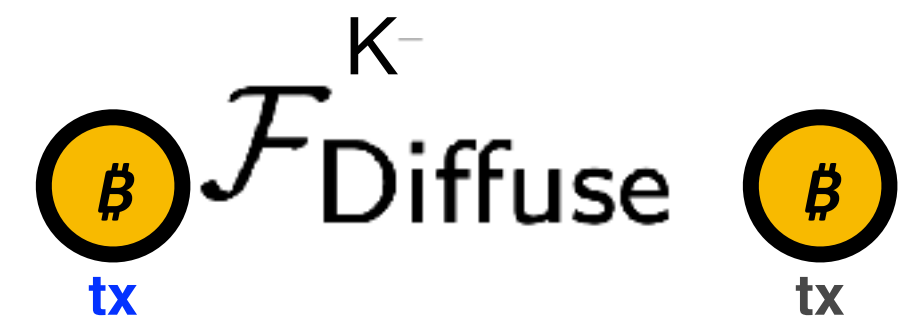 K−
ℱDiffuse
₿ ₿
tx tx